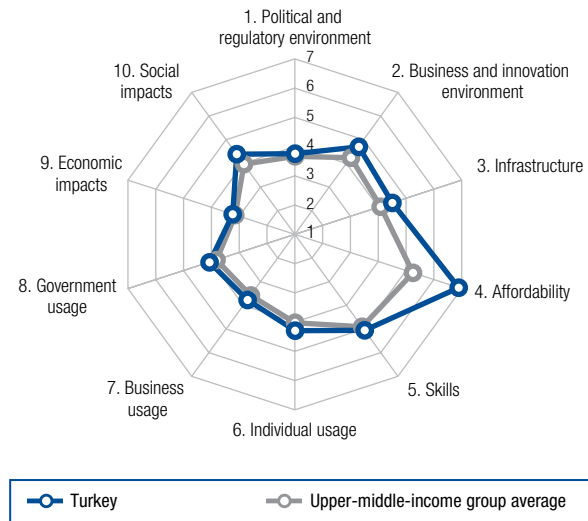 1. Political and
regulatory environment
7
6
5
4
3
2
1
2. Business and innovation
environment
3. Infrastructure
4. Affordability
5. Skills
6. Individual usage
7. Business
usage
8. Government
usage
9. Economic
impacts
10. Social
impacts
Turkey
Upper-middle-income group average